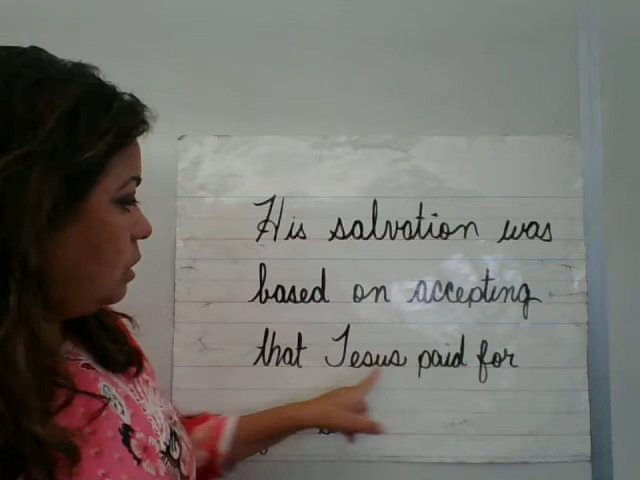 His salvation was
based on accepting
that Jesus paid for